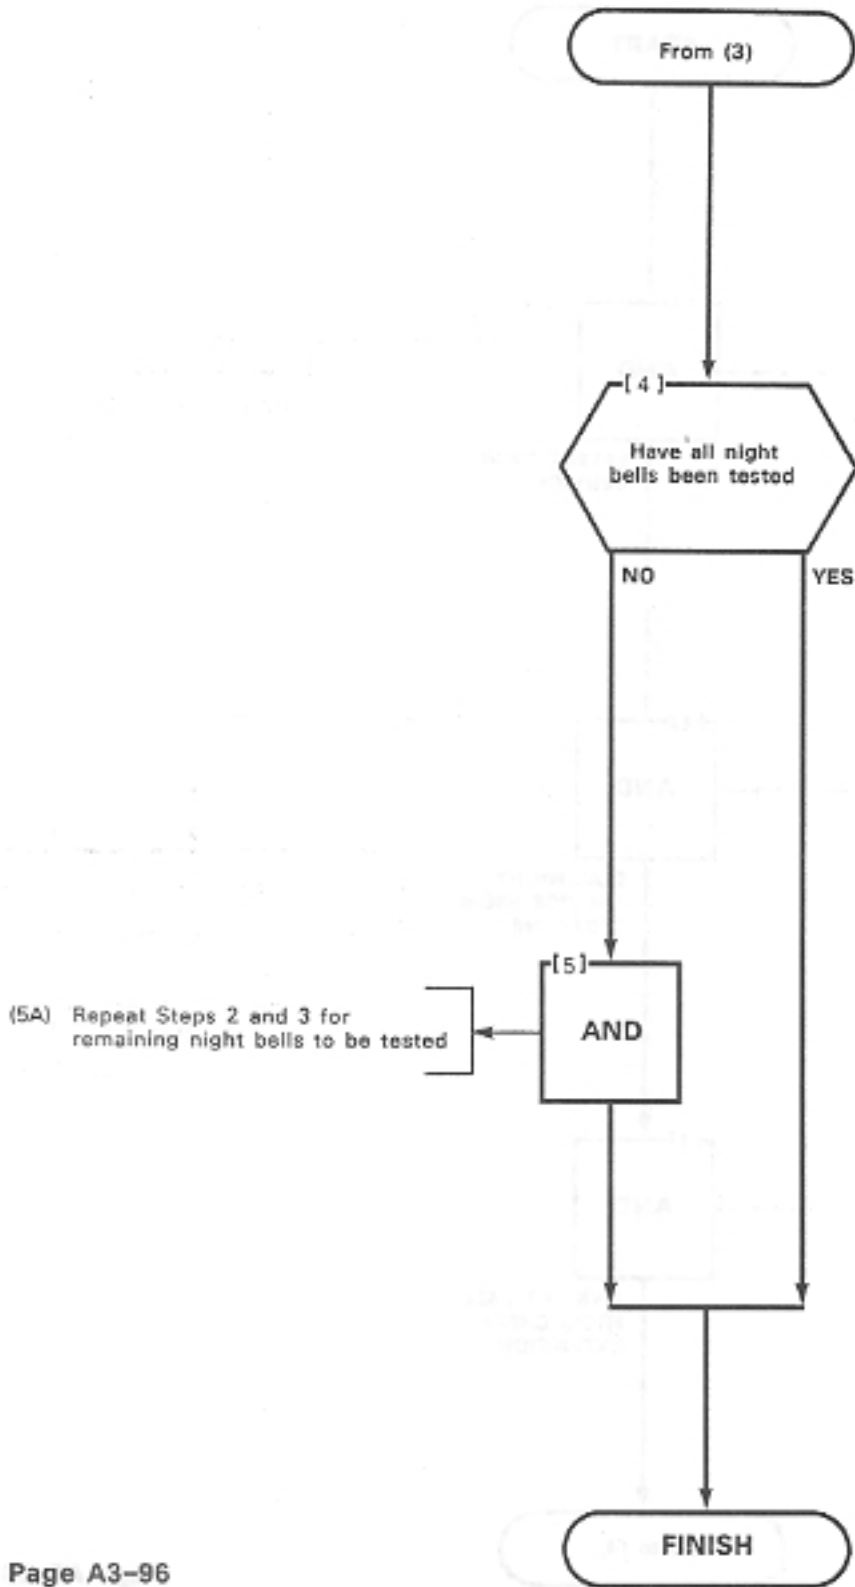 From (3)
[4]
Have all night
bells been tested
NO
YES
[5]
AND
(5A) Repeat Steps 2 and 3 for
remaining night bells to be tested
FINISH
Page A3-96